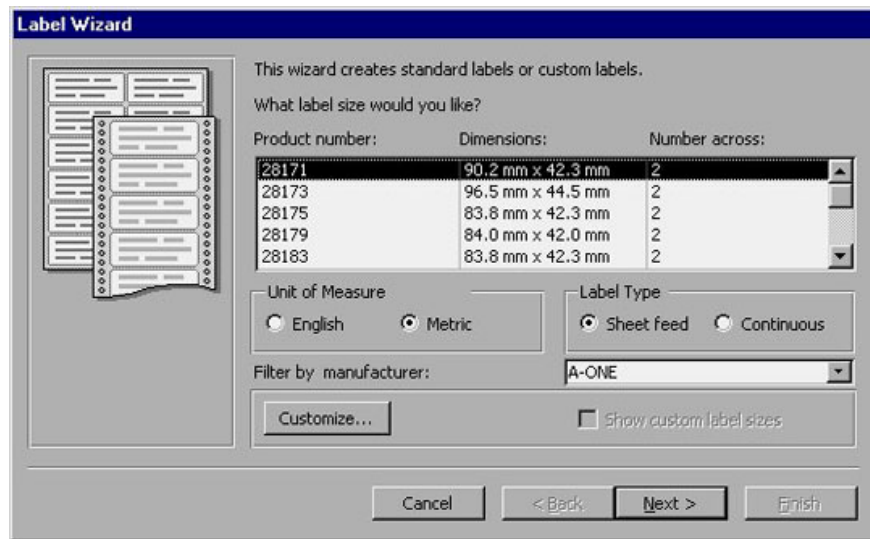 Label Wizard
This wizard creates standard labels or custom labels.
What label size would you like?
Product number: Dimensions: Number across:
28171 90.2 mm x 42.3 mm 2
28173 96.5 mm x 44.5 mm 2
28175 83.8 mm x 42.3 mm 2
28179 84.0 mm x 42.0 mm 2
28183 83.8 mm x 42.3 mm 2
Unit of Measure Label Type
English Metric Sheet feed Continuous
Filter by manufacturer: A-ONE
Customize... Show custom label sizes
Cancel < Back Next > Finish